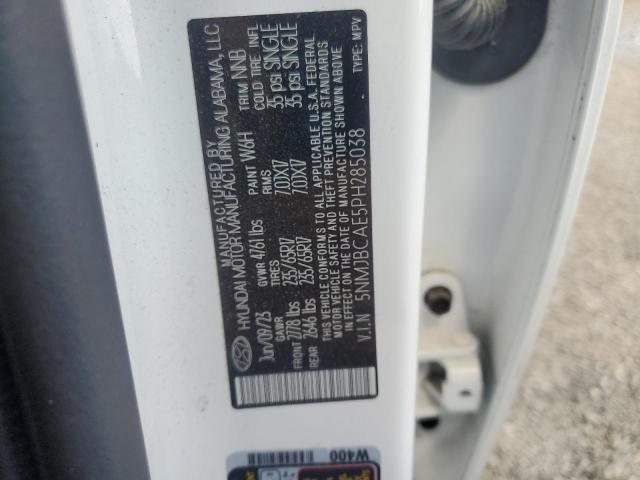 MANUFACTURED BY
HYUNDAI MOTOR MANUFACTURING ALABAMA, LLC
Jun/09/23 GVWR 4761 lbs PAINT W6H TRIM NNB
GAWR TIRES RIMS COLD TIRE INFL
FRONT 2778 lbs 235/65R17 7.0JX17 35 psi SINGLE
REAR 2646 lbs 235/65R17 7.0JX17 35 psi SINGLE
THIS VEHICLE CONFORMS TO ALL APPLICABLE U.S.A. FEDERAL
MOTOR VEHICLE SAFETY AND THEFT PREVENTION STANDARDS
IN EFFECT ON THE DATE OF MANUFACTURE SHOWN ABOVE
V.I.N 5NMJBCAE5PH285038 TYPE: MPV
W400